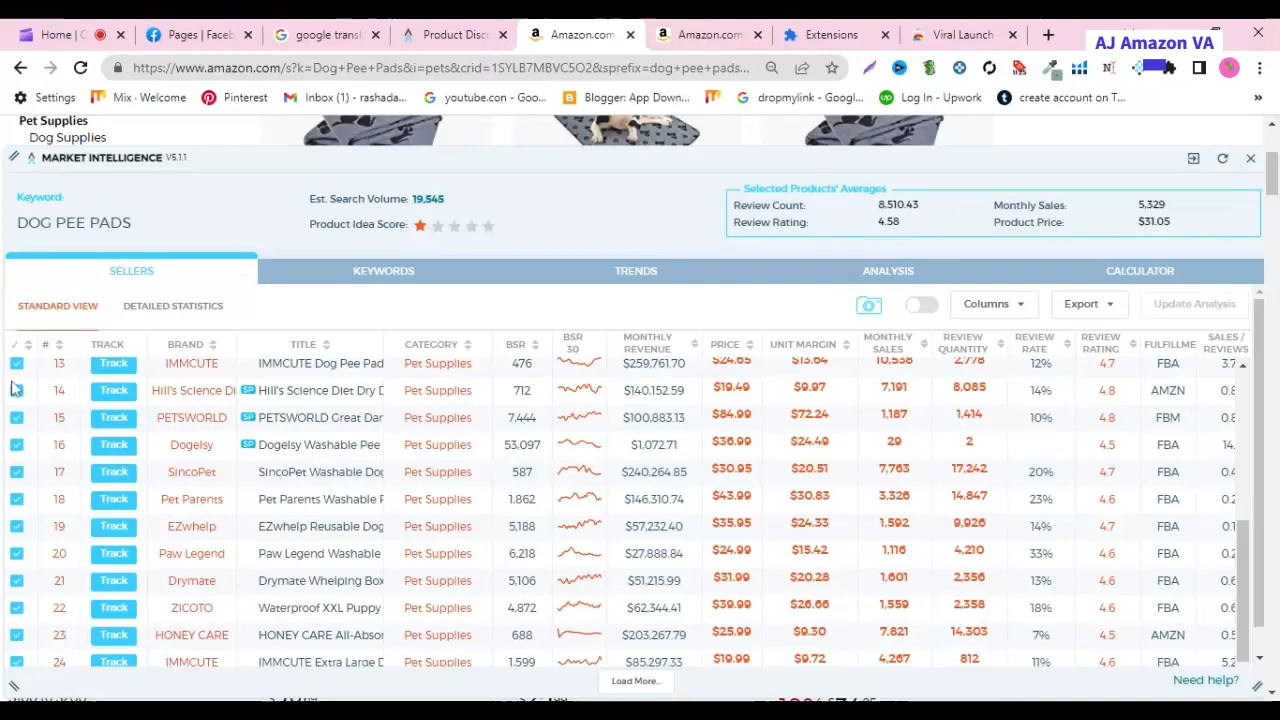 Home | C
Pages | Faceb
google transl
Product Disc
Amazon.com
Amazon.com
Extensions
Viral Launch
AJ Amazon VA
https://www.amazon.com/s?k=Dog+Pee+Pads&i=pets&crid=1SYLB7MBVC5O2&sprefix=dog+pee+pads...
Settings
Mix · Welcome
Pinterest
Inbox (1) - rashada...
youtube.con - Goo...
Blogger: App Down...
dropmylink - Googl...
Log In - Upwork
create account on T...
»
Pet Supplies
Dog Supplies
MARKET INTELLIGENCE V5.1.1
Keyword:
DOG PEE PADS
Est. Search Volume: 19,545
Product Idea Score:
Selected Products' Averages
Review Count: 8,510.43 Monthly Sales: 5,329
Review Rating: 4.58 Product Price: $31.05
SELLERS KEYWORDS TRENDS ANALYSIS CALCULATOR
STANDARD VIEW DETAILED STATISTICS Columns Export Update Analysis
# TRACK BRAND TITLE CATEGORY BSR BSR 30 MONTHLY REVENUE PRICE UNIT MARGIN MONTHLY SALES REVIEW QUANTITY REVIEW RATE REVIEW RATING FULFILLME SALES / REVIEWS
13 Track IMMCUTE IMMCUTE Dog Pee Pad Pet Supplies 476 $259,761.70 $24.65 $13.64 10,538 2,778 12% 4.7 FBA 3.7
14 Track Hill's Science Di SP Hill's Science Diet Dry D Pet Supplies 712 $140,152.59 $19.49 $9.97 7,191 8,085 14% 4.8 AMZN 0.8
15 Track PETSWORLD SP PETSWORLD Great Dar Pet Supplies 7,444 $100,883.13 $84.99 $72.24 1,187 1,414 10% 4.8 FBM 0.8
16 Track Dogelsy SP Dogelsy Washable Pee Pet Supplies 53,097 $1,072.71 $36.99 $24.49 29 2 4.5 FBA 14.
17 Track SincoPet SincoPet Washable Dog Pet Supplies 587 $240,264.85 $30.95 $20.51 7,763 17,242 20% 4.7 FBA 0.4
18 Track Pet Parents Pet Parents Washable F Pet Supplies 1,862 $146,310.74 $43.99 $30.83 3,326 14,847 23% 4.6 FBA 0.2
19 Track EZwhelp EZwhelp Reusable Dog Pet Supplies 5,188 $57,232.40 $35.95 $24.33 1,592 9,926 14% 4.7 FBA 0.1
20 Track Paw Legend Paw Legend Washable Pet Supplies 6,218 $27,888.84 $24.99 $15.42 1,116 4,210 33% 4.6 FBA 0.2
21 Track Drymate Drymate Whelping Box Pet Supplies 5,106 $51,215.99 $31.99 $20.28 1,601 2,356 13% 4.6 FBA 0.6
22 Track ZICOTO Waterproof XXL Puppy Pet Supplies 4,872 $62,344.41 $39.99 $26.66 1,559 2,358 18% 4.6 FBA 0.6
23 Track HONEY CARE HONEY CARE All-Absor Pet Supplies 688 $203,267.79 $25.99 $9.30 7,821 14,303 7% 4.5 AMZN 0.5
24 Track IMMCUTE IMMCUTE Extra Large D Pet Supplies 1,599 $85,297.33 $19.99 $9.72 4,267 812 11% 4.6 FBA 5.2
Load More...
Need help?